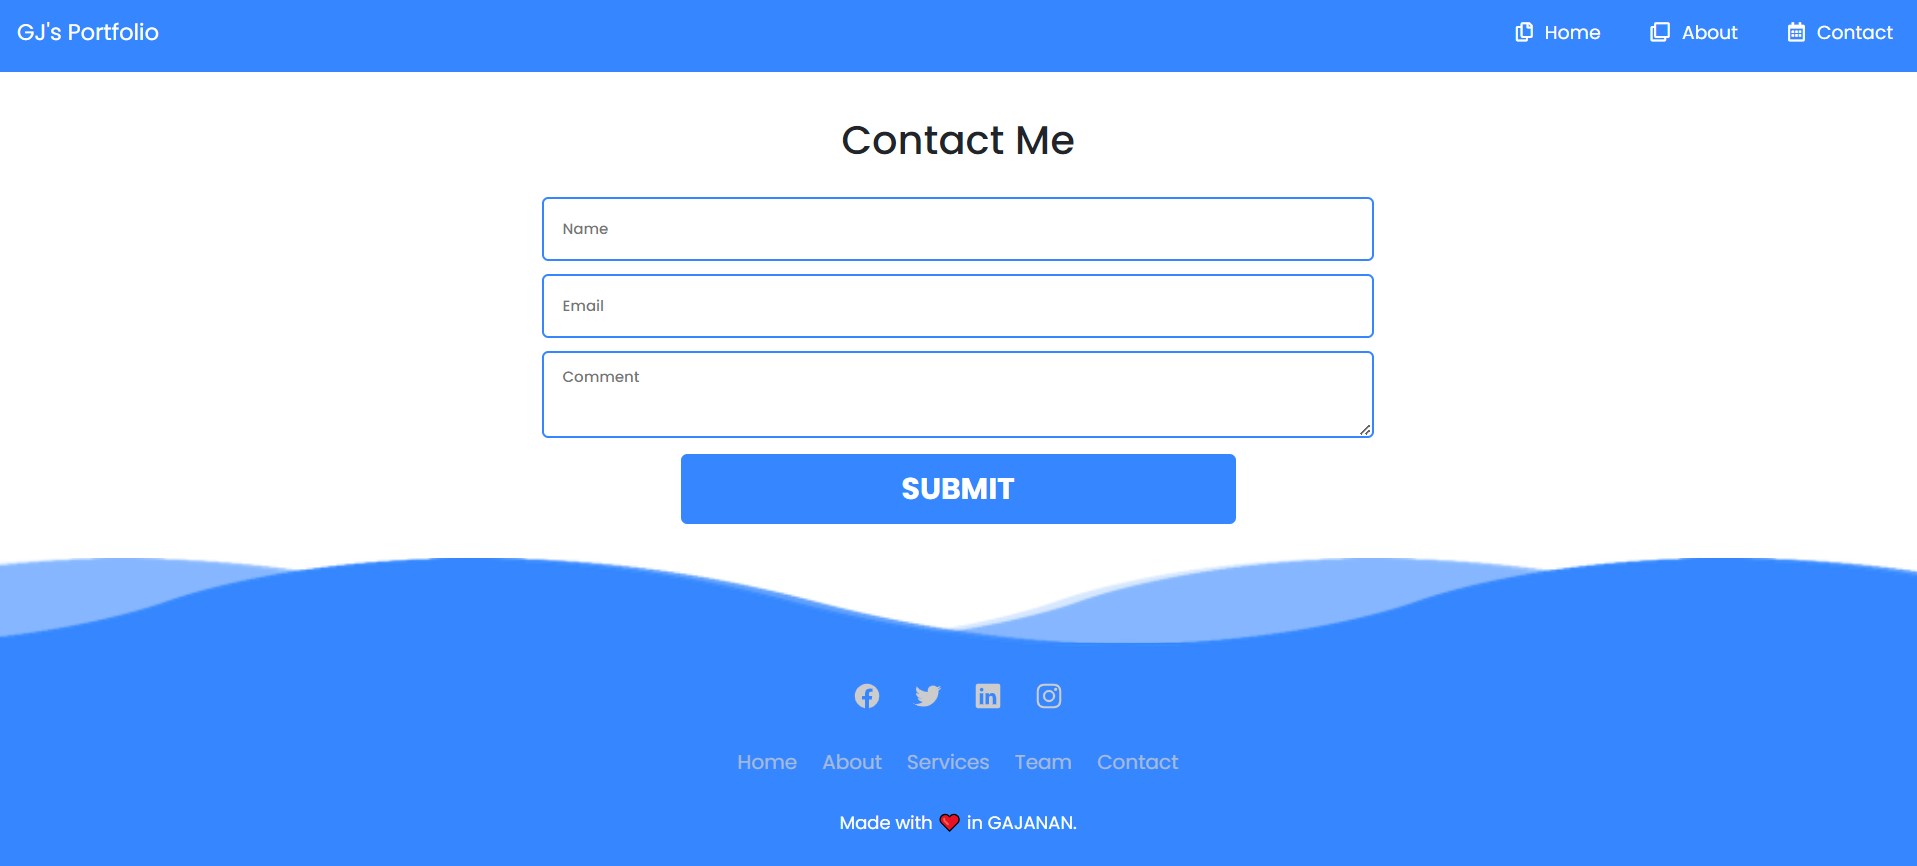 GJ's Portfolio Home About Contact
Contact Me
Name
Email
Comment
SUBMIT
Home About Services Team Contact
Made with ❤️ in GAJANAN.